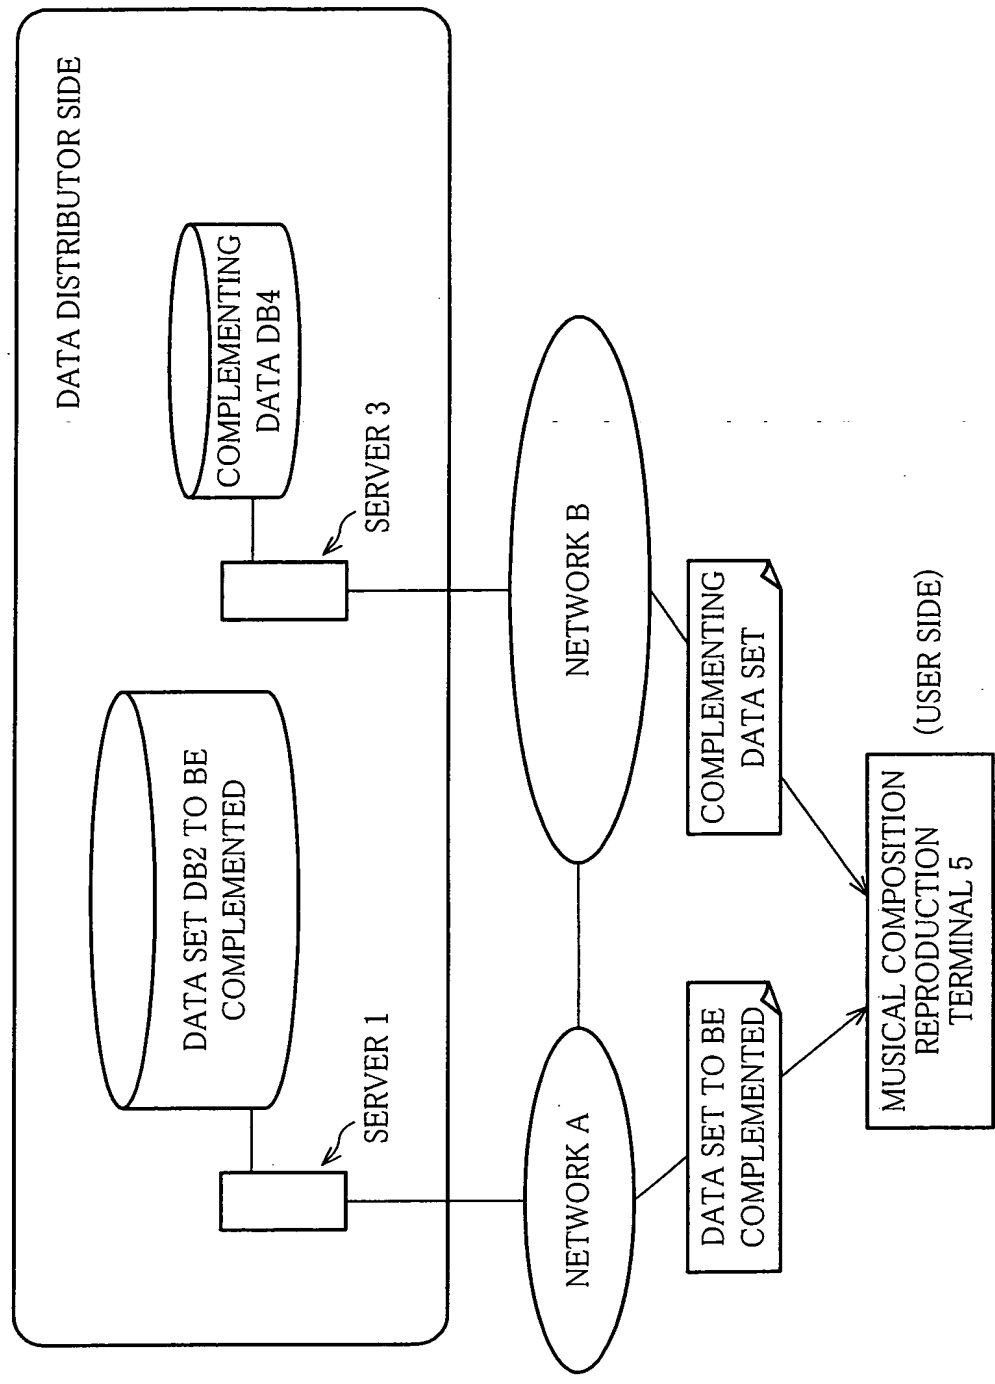 DATA DISTRIBUTOR SIDE
DATA SET DB2 TO BE
COMPLEMENTED
COMPLEMENTING
DATA DB4
SERVER 1
SERVER 3
NETWORK A
NETWORK B
DATA SET TO BE
COMPLEMENTED
COMPLEMENTING
DATA SET
MUSICAL COMPOSITION
REPRODUCTION
TERMINAL 5
(USER SIDE)